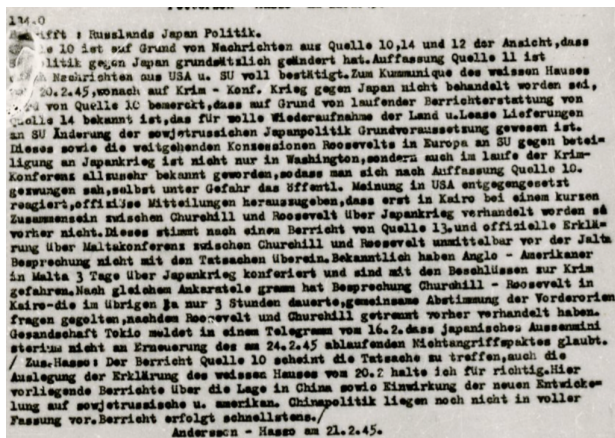 134.0
Betrifft : Russlands Japan Politik.
Quelle 10 ist auf Grund von Nachrichten aus Quelle 10,14 und 12 der Ansicht,dass
Politik gegen Japan grundsätzlich geändert hat.Auffassung Quelle 11 ist
durch Nachrichten aus USA u. SU voll bestätigt.Zum Kummunique des weissen Hauses
vom 20.2.45,wonach auf Krim - Konf. Krieg gegen Japan nicht behandelt worden sei,
wird von Quelle 10 bemerkt,dass auf Grund von laufender Berrichterstattung von
Quelle 14 bekannt ist,das für volle Wiederaufnahme der Land u.Lease Lieferungen
an SU Änderung der sowjetrussichen Japanpolitik Grundvoraussetzung gewesen ist.
Dieses sowie die weitgehenden Konsessionen Roosevelts in Europa an SU gegen betei-
ligung an Japankrieg ist nicht nur in Washington,sondern auch im laufe der Krim-
Konferenz allzusehr bekannt geworden,sodass man sich nach Auffassung Quelle 10.
gezwungen sah,selbst unter Gefahr das öffentl. Meinung in USA entgegengesetzt
reagiert,offiziöse Mitteilungen herauszugeben,dass erst in Kairo bei einem kurzen
Zusammensein zwischen Churchill und Roosevelt über Japankrieg verhandelt worden
vorher nicht.Dieses stimmt nach einem Berricht von Quelle 13,und offizielle Erklä-
rung über Maltakonferenz zwischen Churchill und Roosevelt unmittelbar vor der Jalta
Besprechung nicht mit den Tatsachen überein.Bekanntlich haben Anglo - Amerikaner
in Malta 3 Tage über Japankrieg konferiert und sind mit den Beschlüssen zur Krim
gefahren.Nach gleichem Ankaratele gramm hat Besprechung Churchill - Roosevelt in
Kairo-die im übrigen ja nur 3 Stunden dauerte,gemeinsame Abstimmung der Vorderorien
fragen gegolten,nachdem Roosevelt und Churchill getrennt vorher verhandelt haben.
Gesandschaft Tokio meldet in einem Telegramm vom 16.2.dass japanisches Aussenmini
sterium nicht an Erneuerung des am 24.2.45 ablaufenden Nichtangriffspaktes glaubt.
/ Zus.Hasso: Der Berricht Quelle 10 scheint die Tatsache zu treffen,auch die
Auslegung der Erklärung des weissen Hauses vom 20.2 halte ich für richtig.Hier
vorliegende Berrichte über die Lage in China sowie Einwirkung der neuen Entwicke-
lung auf sowjetrussische u. amerikan. Chinapolitik liegen noch nicht in voller
Fassung vor.Berricht erfolgt schnellstens./
Andersson - Hasso am 21.2.45.